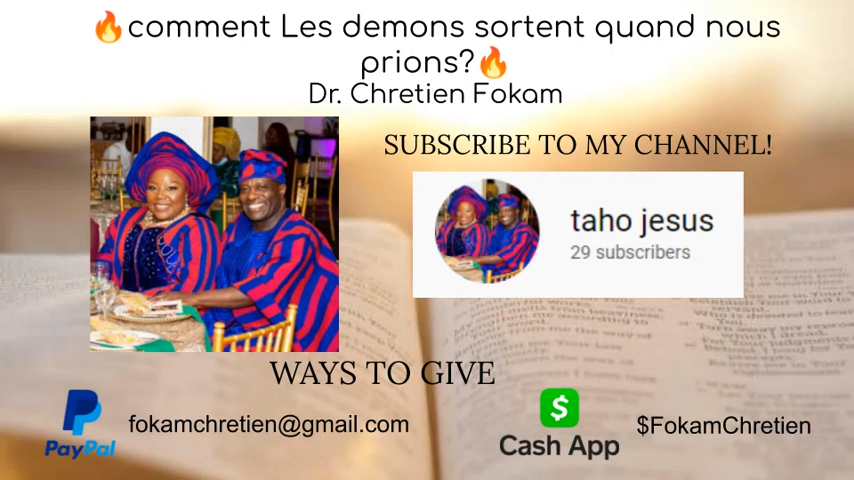 🔥comment Les demons sortent quand nous
prions?🔥
Dr. Chretien Fokam
SUBSCRIBE TO MY CHANNEL!
taho jesus
29 subscribers
WAYS TO GIVE
PayPal
fokamchretien@gmail.com
$
Cash App
$FokamChretien